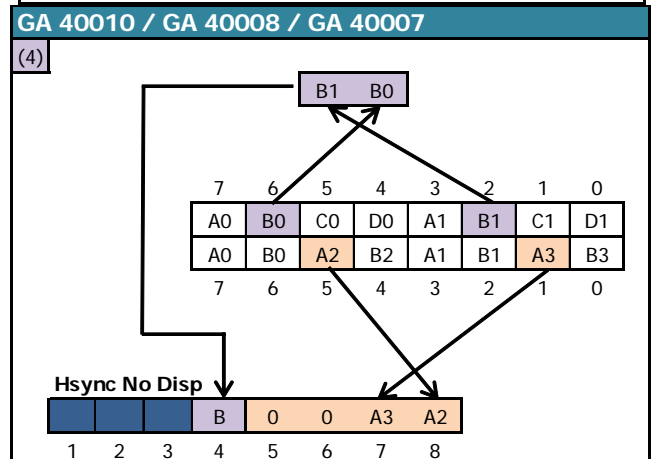 GA 40010 / GA 40008 / GA 40007
(4)
B1 B0
7 6 5 4 3 2 1 0
A0 B0 C0 D0 A1 B1 C1 D1
A0 B0 A2 B2 A1 B1 A3 B3
7 6 5 4 3 2 1 0
Hsync No Disp
B 0 0 A3 A2
1 2 3 4 5 6 7 8